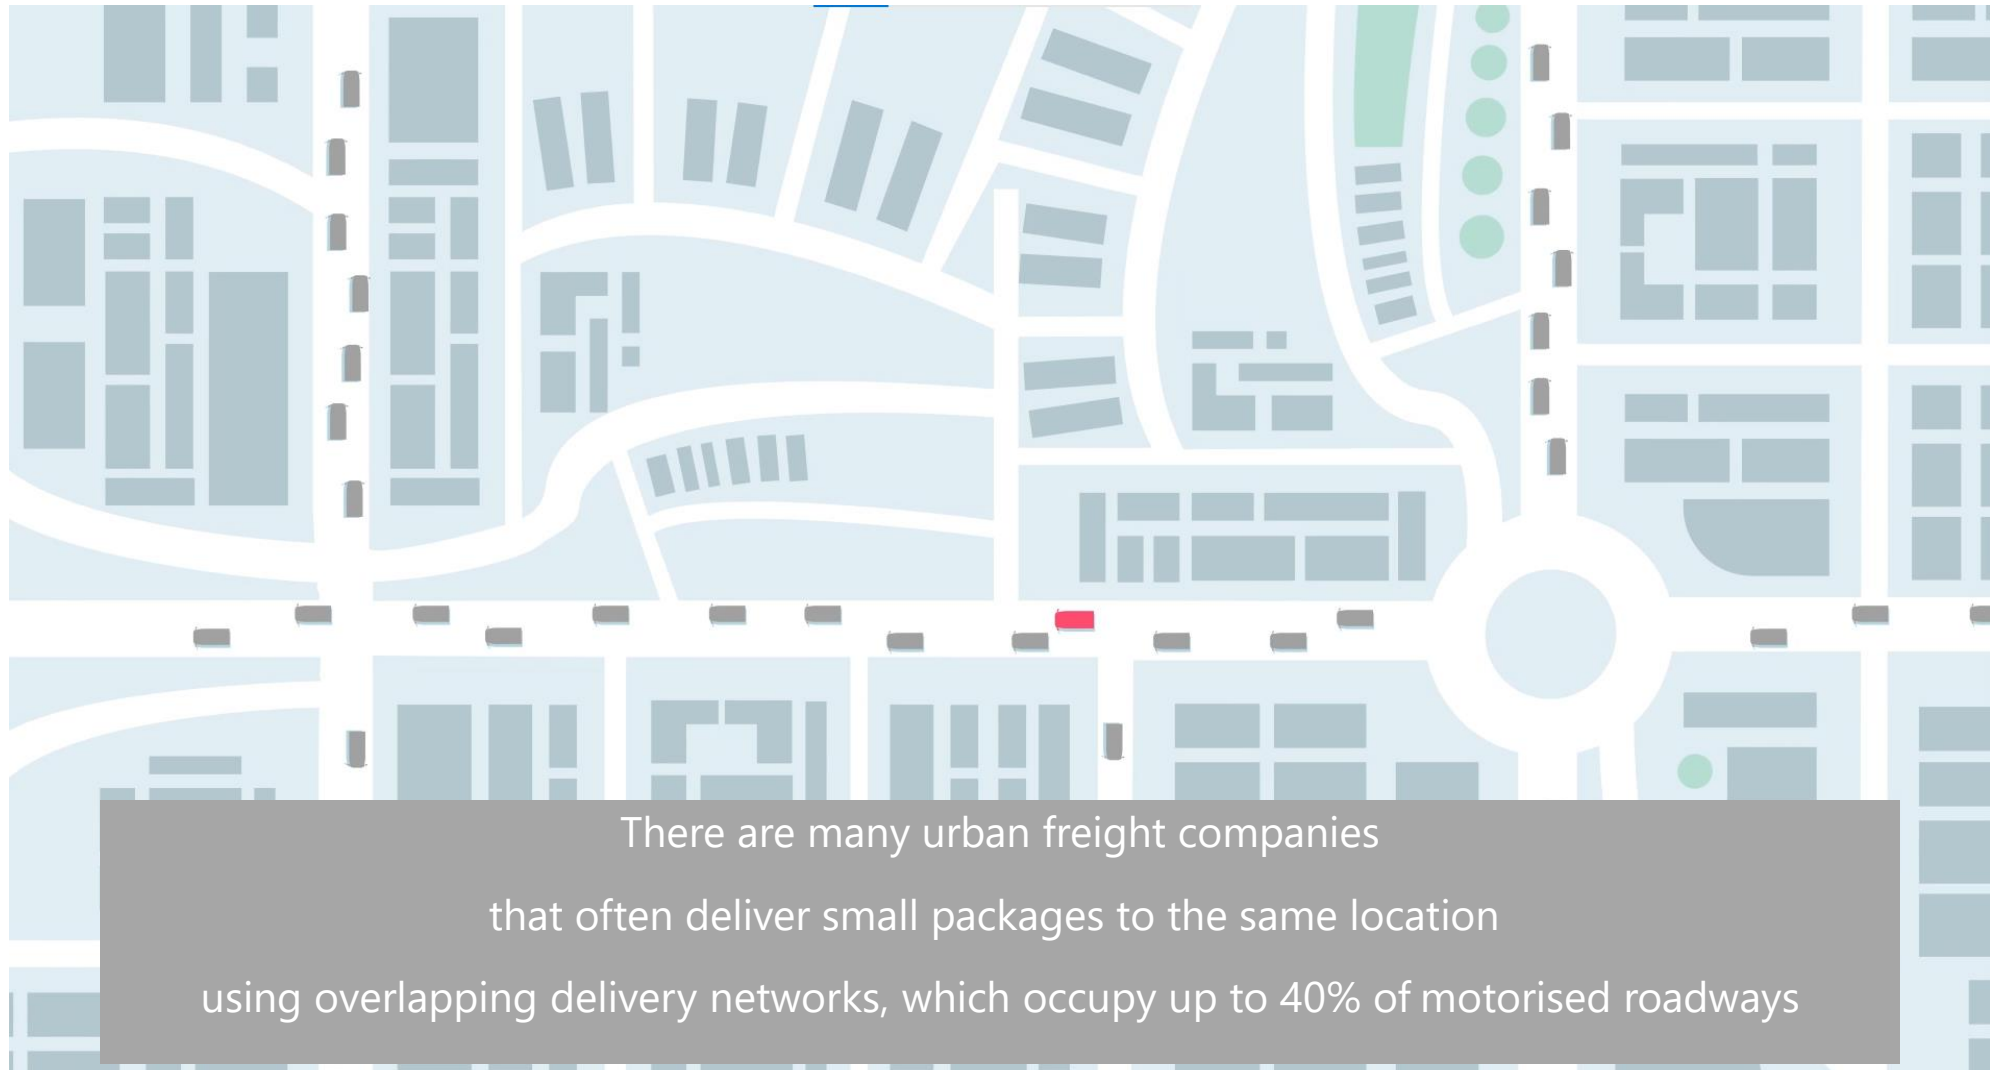 There are many urban freight companies
that often deliver small packages to the same location
using overlapping delivery networks, which occupy up to 40% of motorised roadways